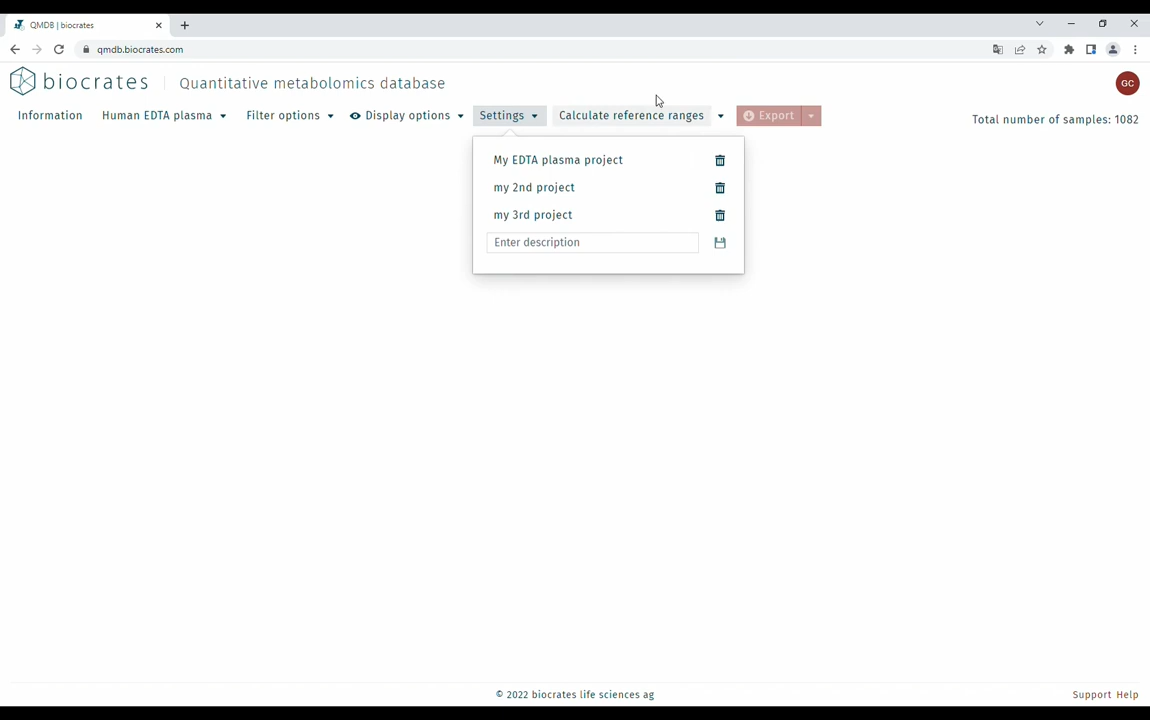 QMDB | biocrates
qmdb.biocrates.com
biocrates
Quantitative metabolomics database
GC
Information
Human EDTA plasma
Filter options
Display options
Settings
Calculate reference ranges
Export
Total number of samples: 1082
My EDTA plasma project
my 2nd project
my 3rd project
Enter description
© 2022 biocrates life sciences ag
Support Help